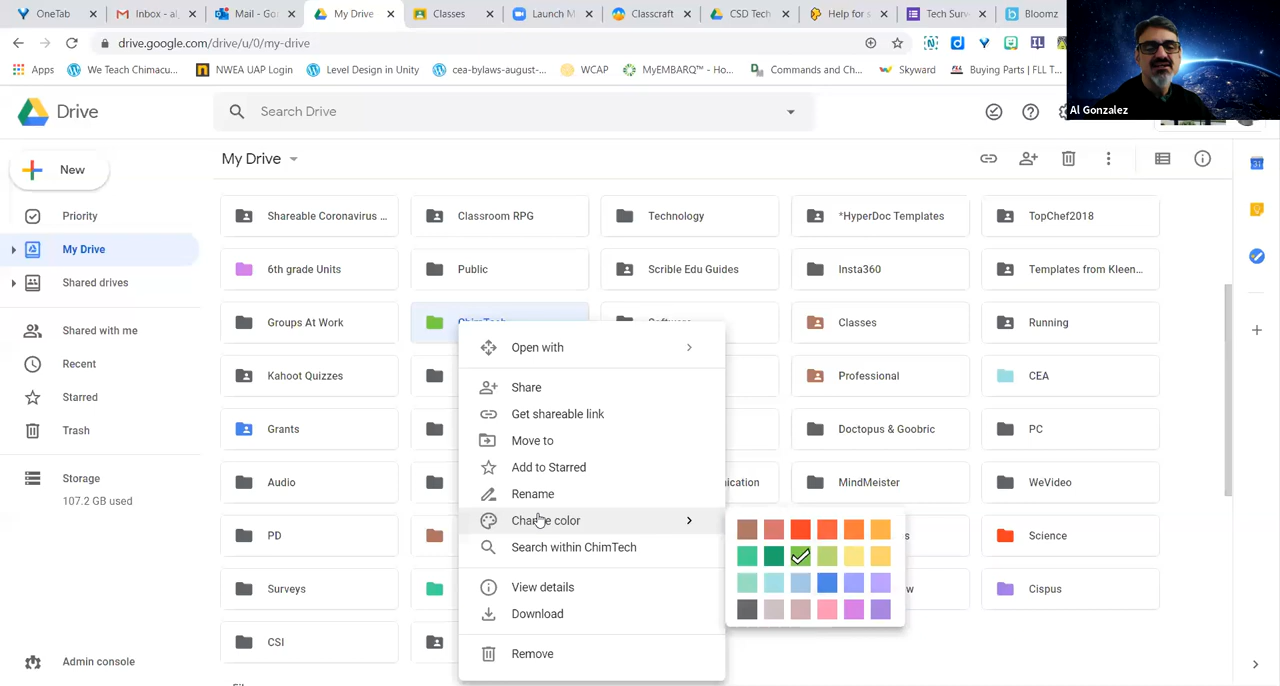 OneTab
Inbox - al
Mail - Go
My Drive
Classes
Launch M
Classcraft
CSD Tech
Help for s
Tech Sur
Bloomz
drive.google.com/drive/u/0/my-drive
Apps
We Teach Chimacu...
NWEA UAP Login
Level Design in Unity
cea-bylaws-august-...
WCAP
MyEMBARQ™ - Ho...
Commands and Ch...
Skyward
Buying Parts | FLL T...
Al Gonzalez
Drive
Search Drive
New
My Drive
Priority
My Drive
Shared drives
Shared with me
Recent
Starred
Trash
Storage
107.2 GB used
Admin console
Shareable Coronavirus ...
Classroom RPG
Technology
*HyperDoc Templates
TopChef2018
6th grade Units
Public
Scrible Edu Guides
Insta360
Templates from Kleen...
Groups At Work
ChimTech
Software
Classes
Running
Kahoot Quizzes
Professional
CEA
Grants
Doctopus & Goobric
PC
Audio
MindMeister
WeVideo
PD
Science
Surveys
Cispus
CSI
Open with
Share
Get shareable link
Move to
Add to Starred
Rename
Change color
Search within ChimTech
View details
Download
Remove
31